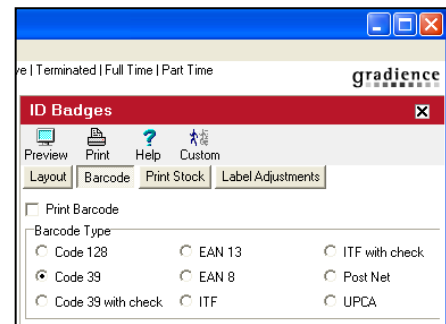 ve | Terminated | Full Time | Part Time
gradience
ID Badges
Preview Print Help Custom
Layout Barcode Print Stock Label Adjustments
Print Barcode
Barcode Type
Code 128 EAN 13 ITF with check
Code 39 EAN 8 Post Net
Code 39 with check ITF UPCA